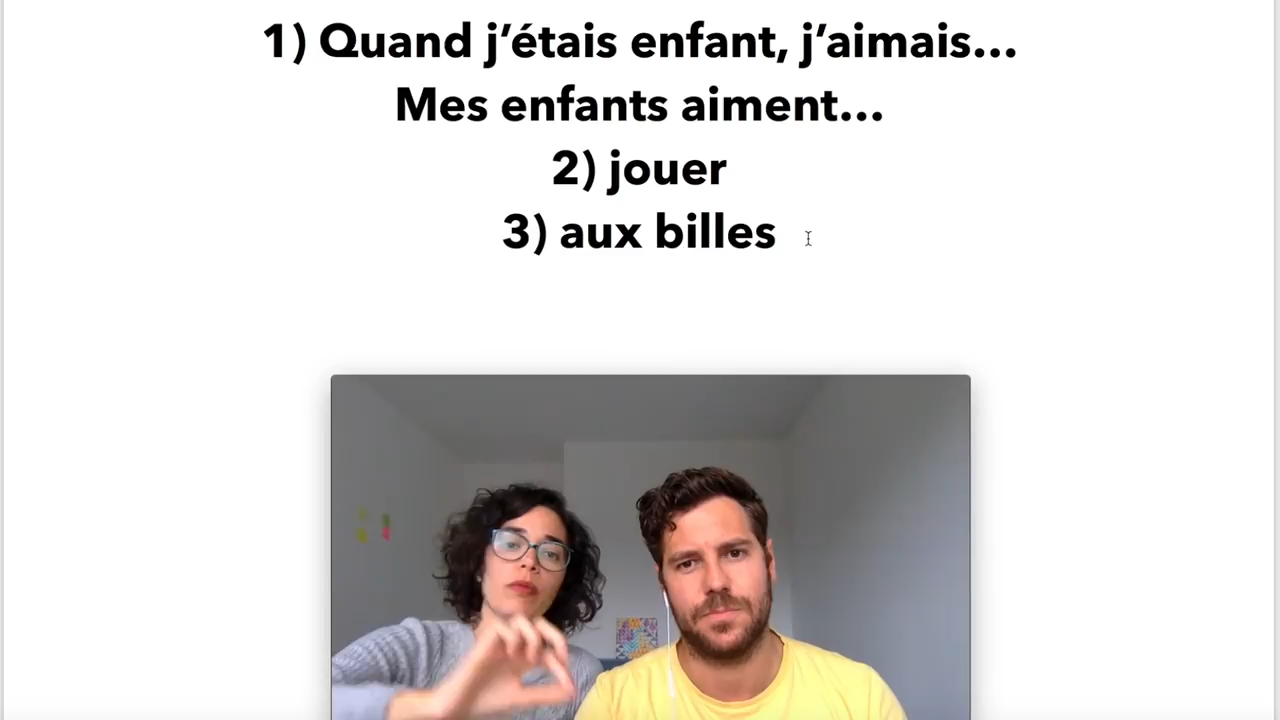 1) Quand j’étais enfant, j’aimais…
Mes enfants aiment…
2) jouer
3) aux billes